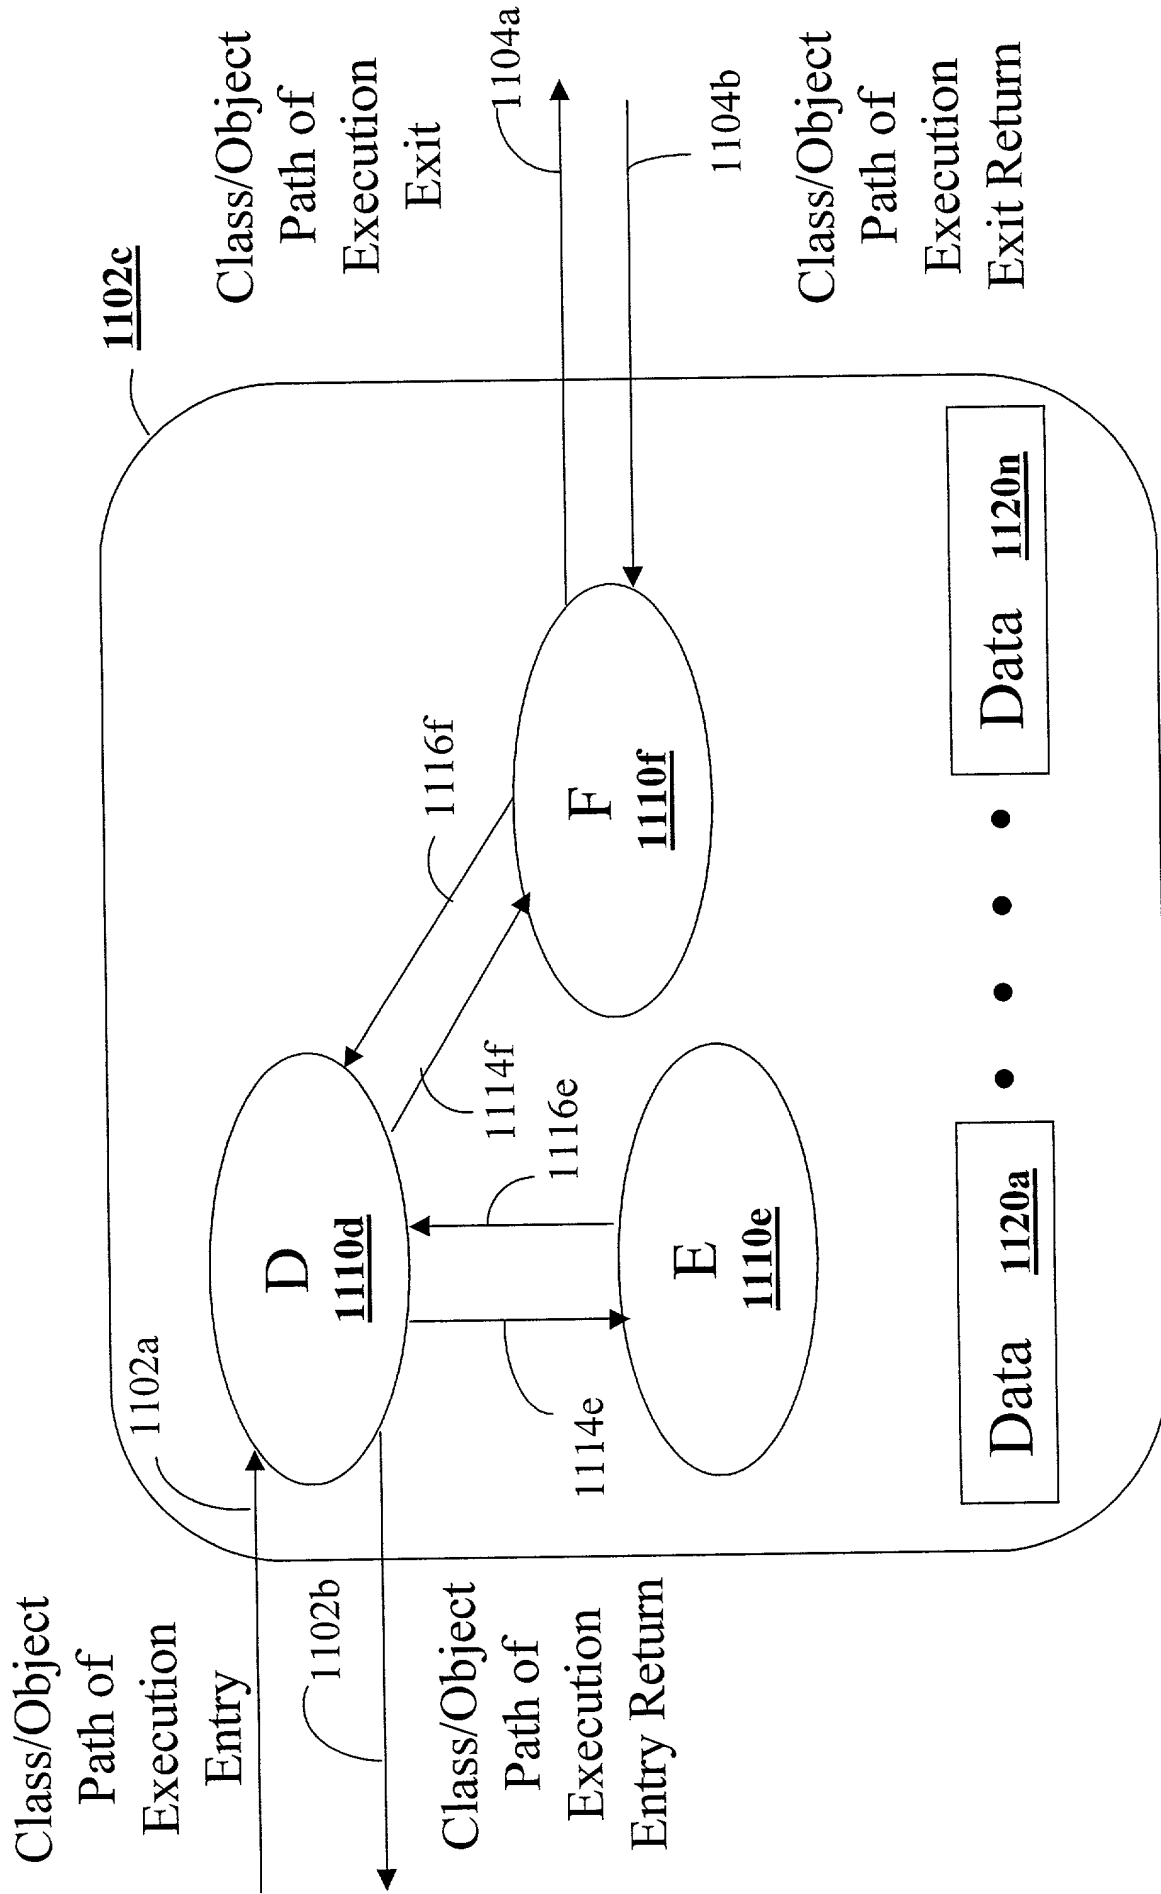 Class/Object
Path of
Execution
Entry
1102a
1102b
Class/Object
Path of
Execution
Entry Return
1102c
D
1110d
1114e
1116e
E
1110e
1114f
1116f
F
1110f
Class/Object
Path of
Execution
Exit
1104a
1104b
Class/Object
Path of
Execution
Exit Return
Data 1120a
Data 1120n